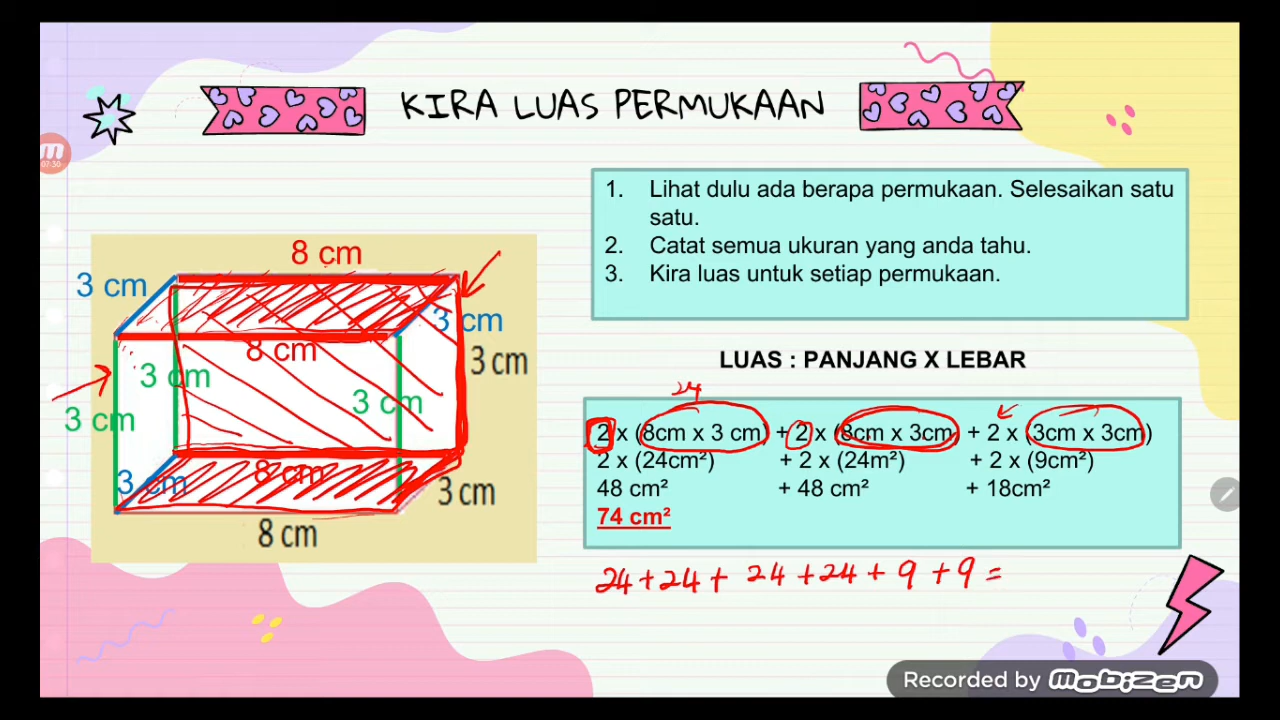 KIRA LUAS PERMUKAAN
m
07:30
1. Lihat dulu ada berapa permukaan. Selesaikan satu
satu.
2. Catat semua ukuran yang anda tahu.
3. Kira luas untuk setiap permukaan.
8 cm
3 cm
3 cm
8 cm
3 cm
3 cm
3 cm
3 cm
8 cm
3 cm
3 cm
8 cm
LUAS : PANJANG X LEBAR
24
2 x (8cm x 3 cm) + 2 x (8cm x 3cm) + 2 x (3cm x 3cm)
2 x (24cm²) + 2 x (24m²) + 2 x (9cm²)
48 cm² + 48 cm² + 18cm²
74 cm²
24 + 24 + 24 + 24 + 9 + 9 =
Recorded by mobizen